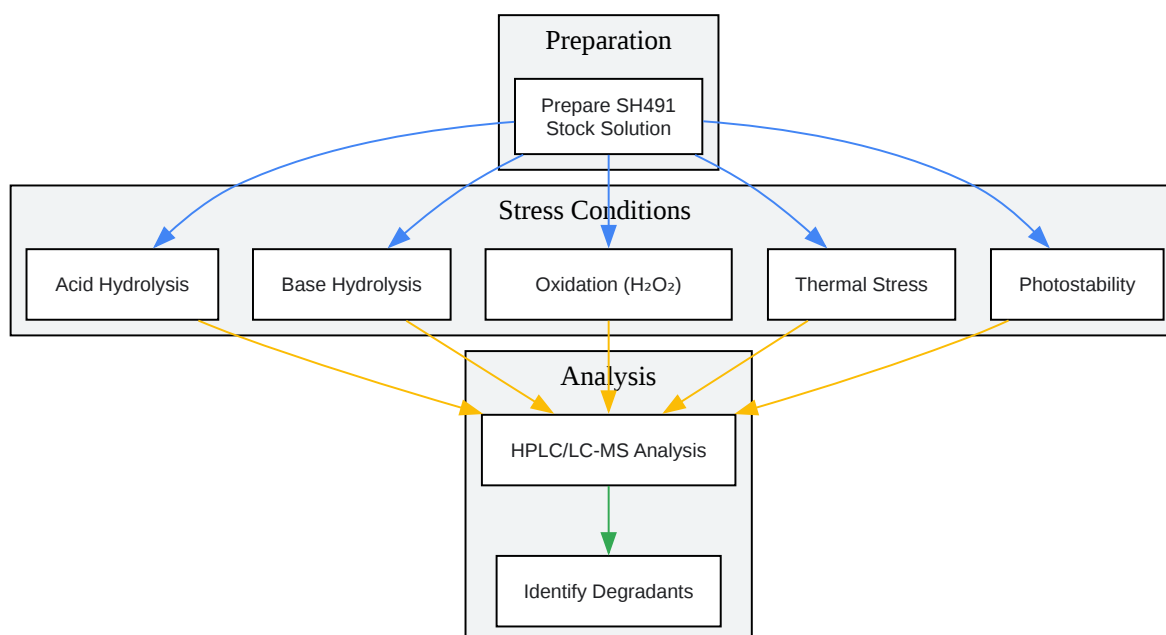 Preparation
Prepare SH491
Stock Solution
Stress Conditions
Acid Hydrolysis
Base Hydrolysis
Oxidation (H₂O₂)
Thermal Stress
Photostability
Analysis
HPLC/LC-MS Analysis
Identify Degradants